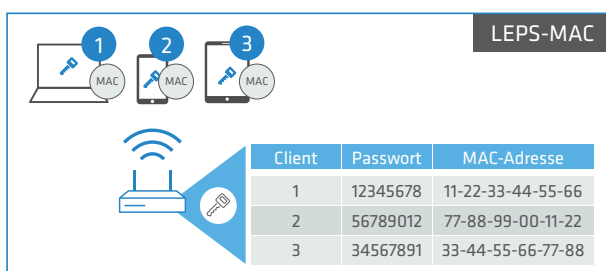 LEPS-MAC
1 2 3
MAC MAC MAC
Client Passwort MAC-Adresse
1 12345678 11-22-33-44-55-66
2 56789012 77-88-99-00-11-22
3 34567891 33-44-55-66-77-88